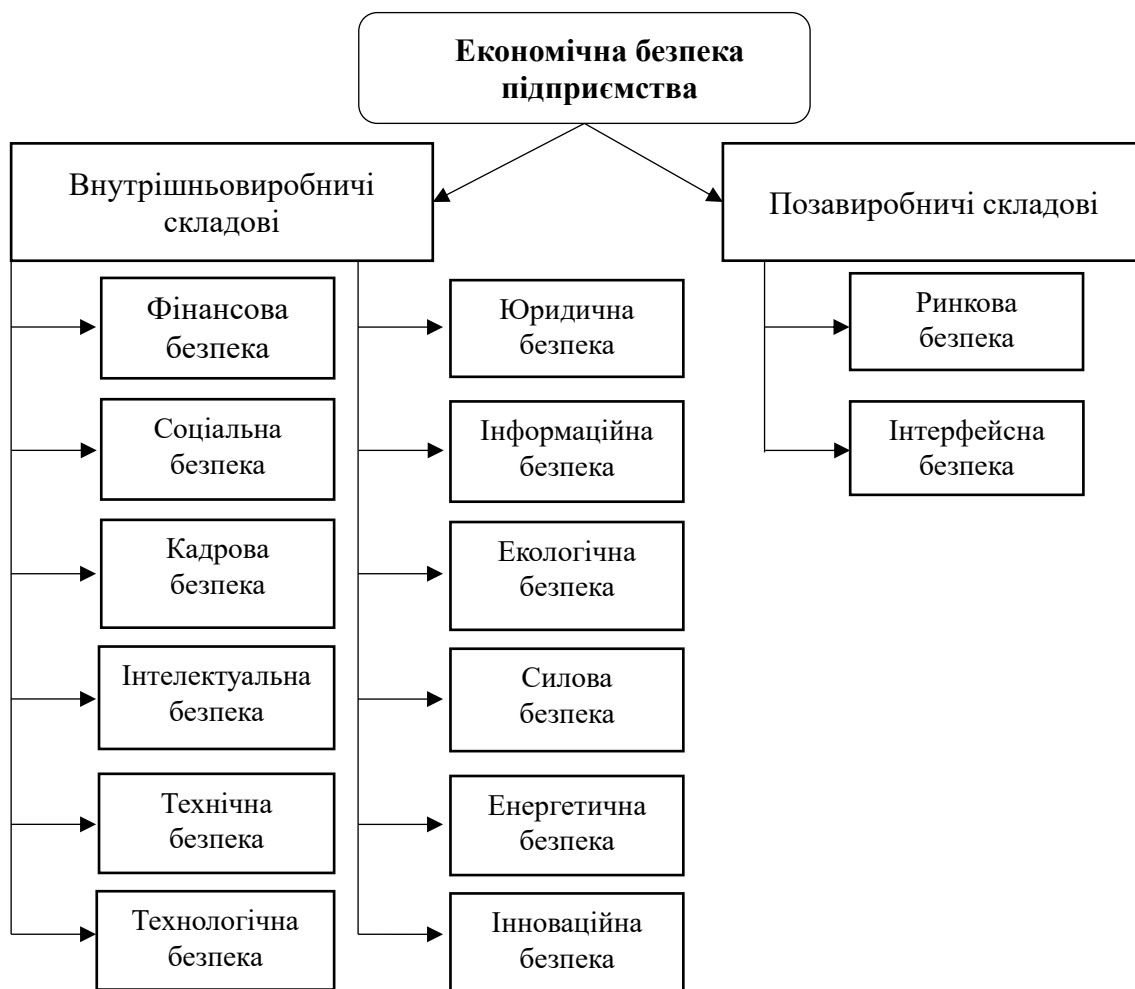 Економічна безпека
підприємства
Внутрішньовиробничі
складові
Позавиробничі складові
Фінансова
безпека
Соціальна
безпека
Кадрова
безпека
Інтелектуальна
безпека
Технічна
безпека
Технологічна
безпека
Юридична
безпека
Інформаційна
безпека
Екологічна
безпека
Силова
безпека
Енергетична
безпека
Інноваційна
безпека
Ринкова
безпека
Інтерфейсна
безпека